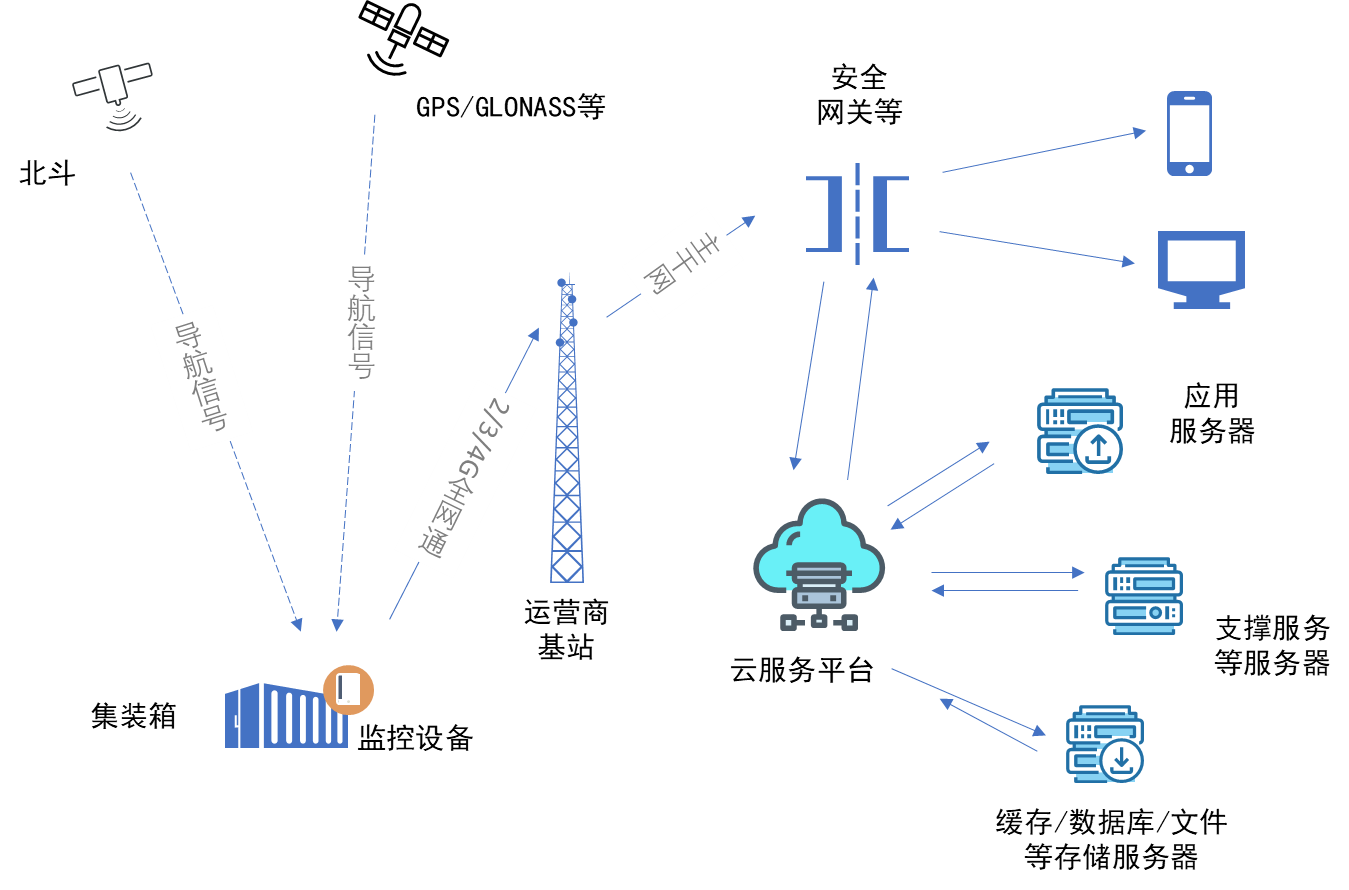 GPS/GLONASS等
北斗
安全
网关等
导航信号
导航信号
主干网
2/3/4G全网通
应用
服务器
运营商
基站
云服务平台
支撑服务
等服务器
集装箱
监控设备
缓存/数据库/文件
等存储服务器